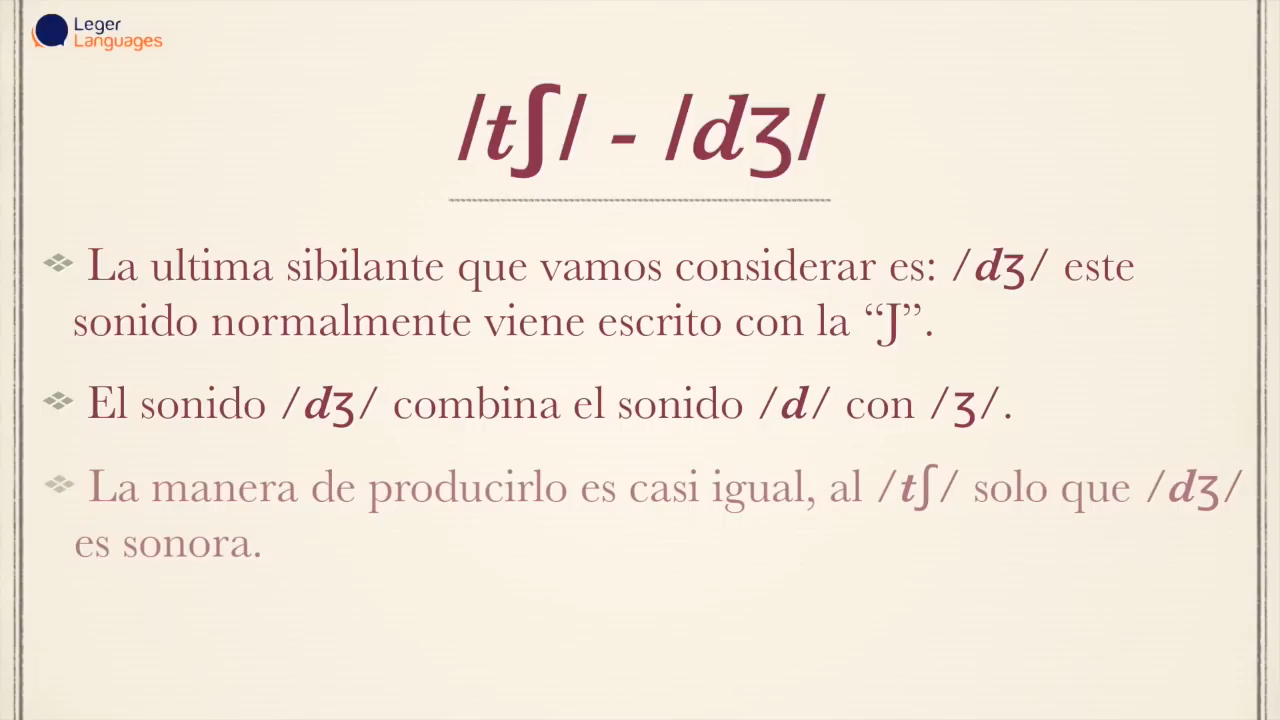 Leger
Languages
/tʃ/ - /dʒ/
La ultima sibilante que vamos considerar es: /dʒ/ este
sonido normalmente viene escrito con la “J”.
El sonido /dʒ/ combina el sonido /d/ con /ʒ/.
La manera de producirlo es casi igual, al /tʃ/ solo que /dʒ/
es sonora.